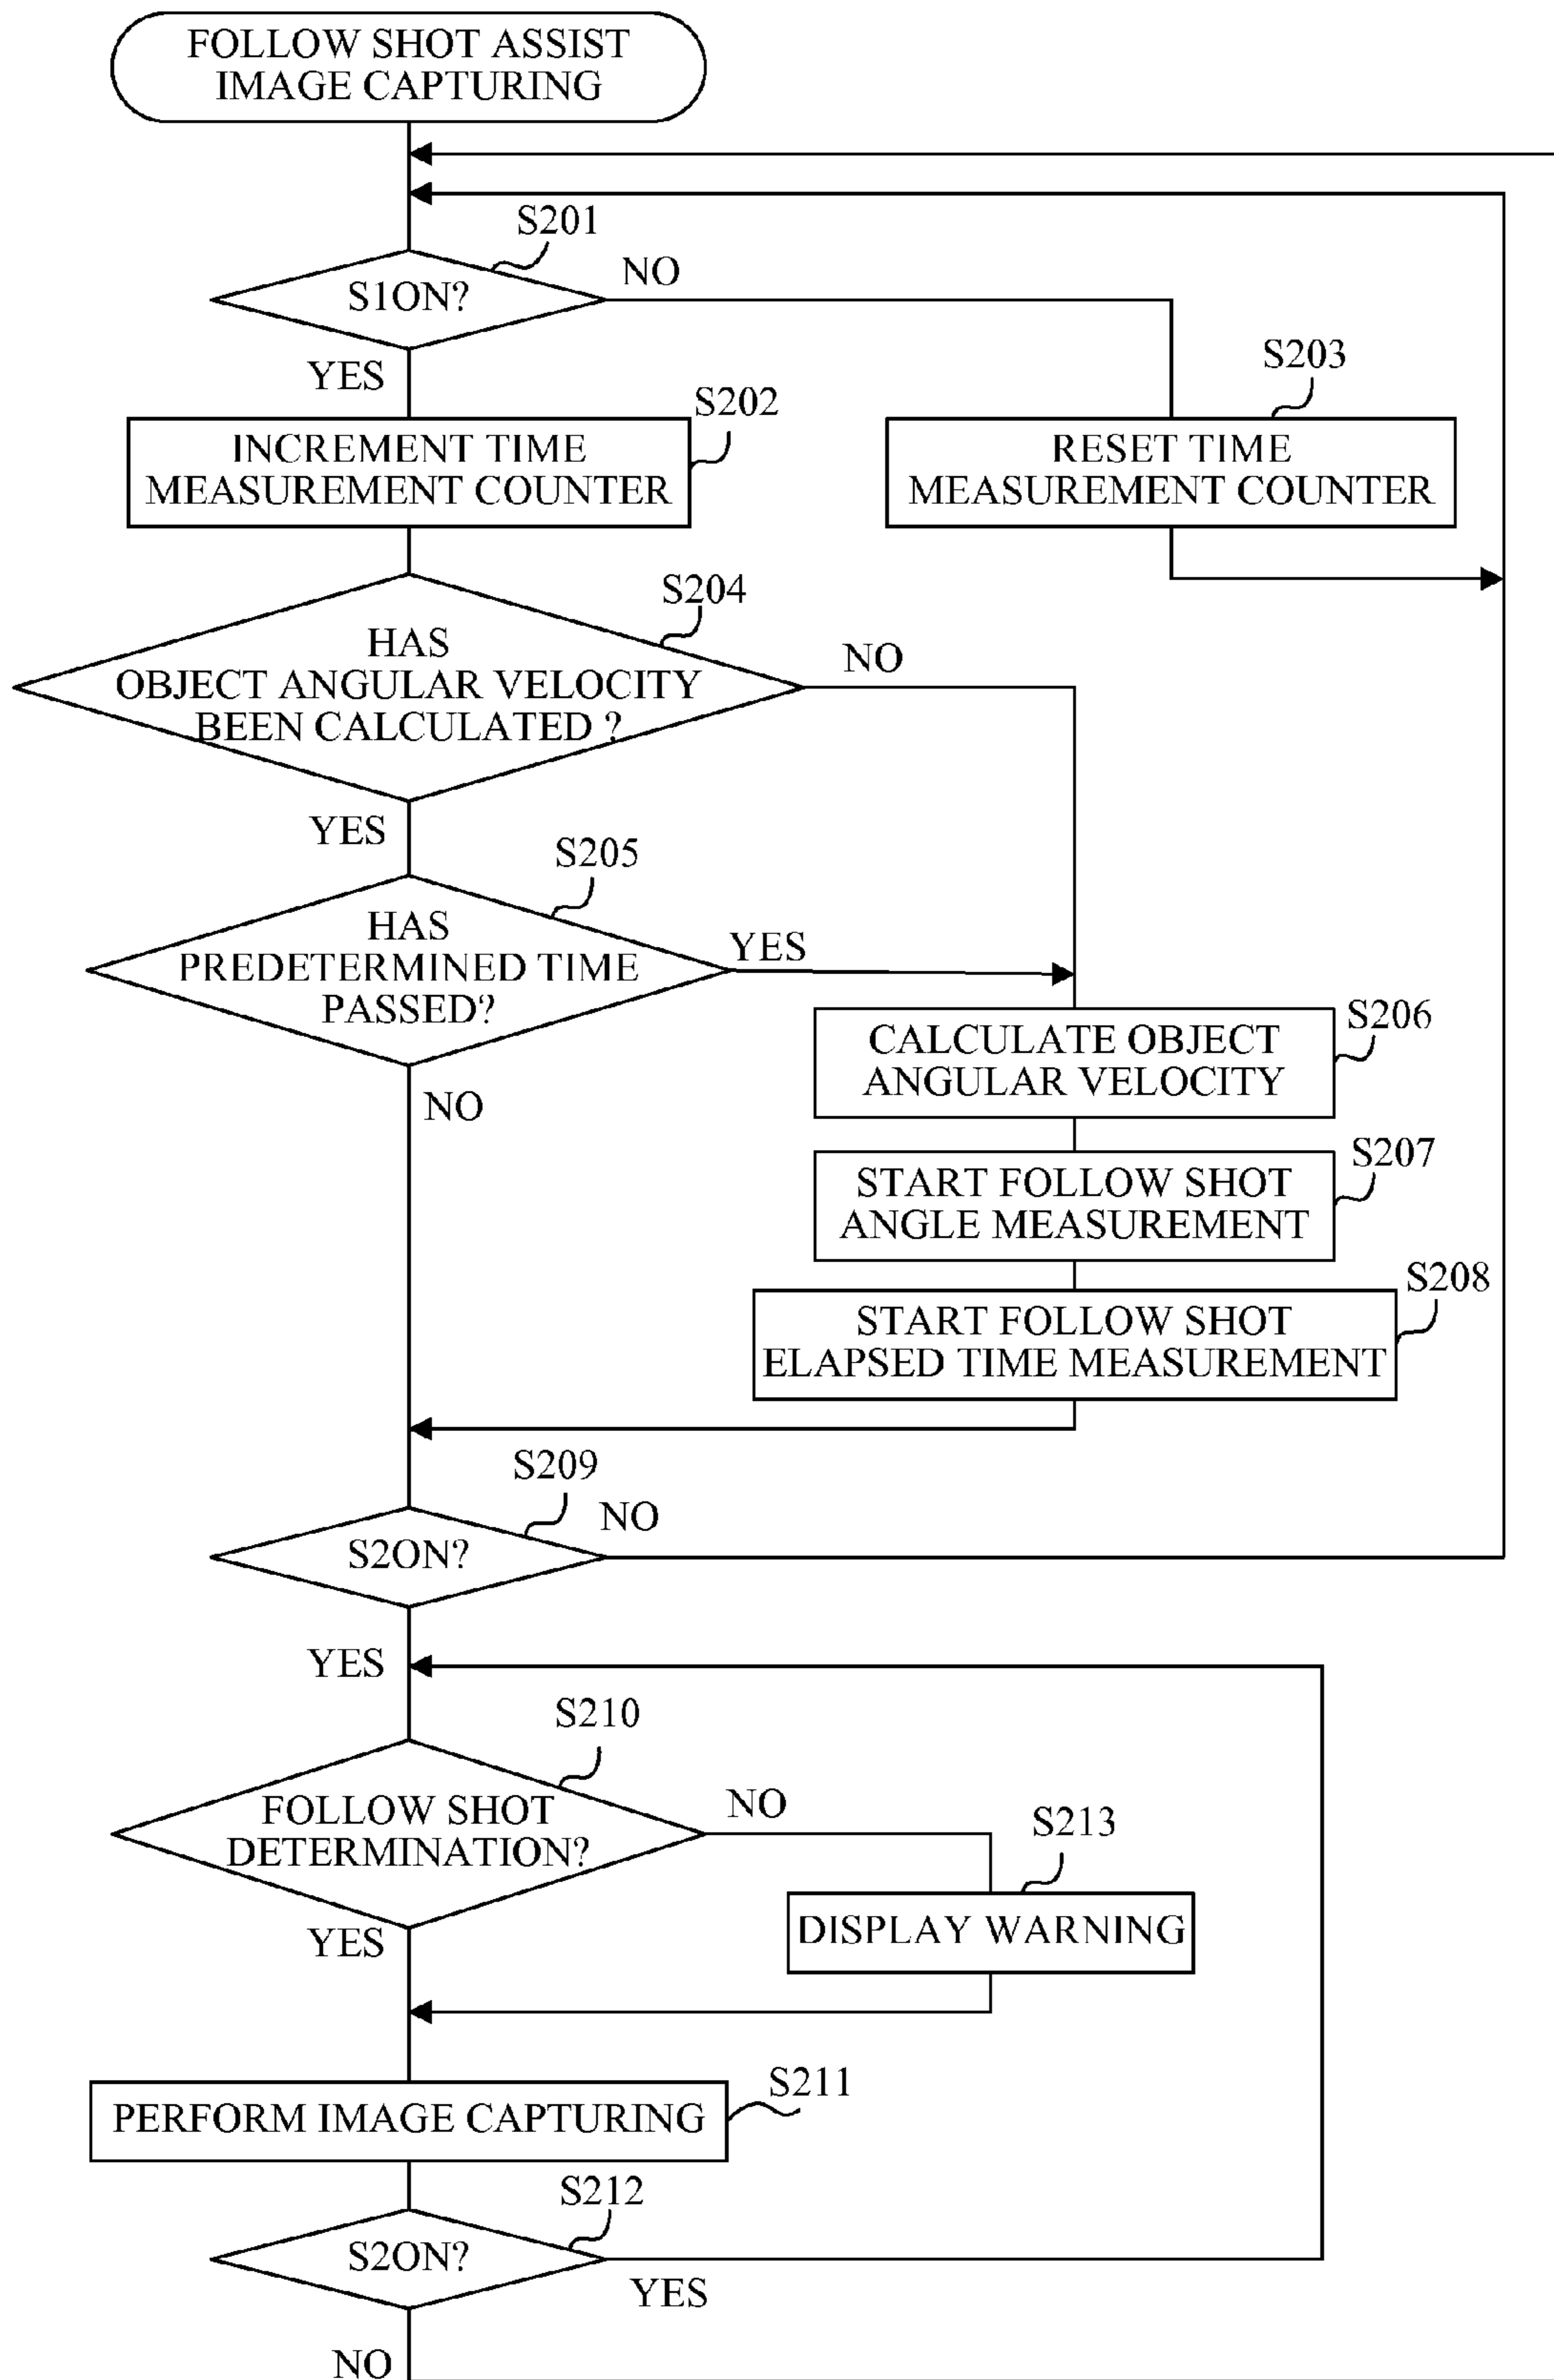 FOLLOW SHOT ASSIST
IMAGE CAPTURING
S201
S1ON?
NO
YES
S202
INCREMENT TIME
MEASUREMENT COUNTER
S203
RESET TIME
MEASUREMENT COUNTER
S204
HAS
OBJECT ANGULAR VELOCITY
BEEN CALCULATED ?
NO
YES
S205
HAS
PREDETERMINED TIME
PASSED?
YES
NO
S206
CALCULATE OBJECT
ANGULAR VELOCITY
S207
START FOLLOW SHOT
ANGLE MEASUREMENT
S208
START FOLLOW SHOT
ELAPSED TIME MEASUREMENT
S209
S2ON?
NO
YES
S210
FOLLOW SHOT
DETERMINATION?
NO
S213
DISPLAY WARNING
YES
S211
PERFORM IMAGE CAPTURING
S212
S2ON?
YES
NO